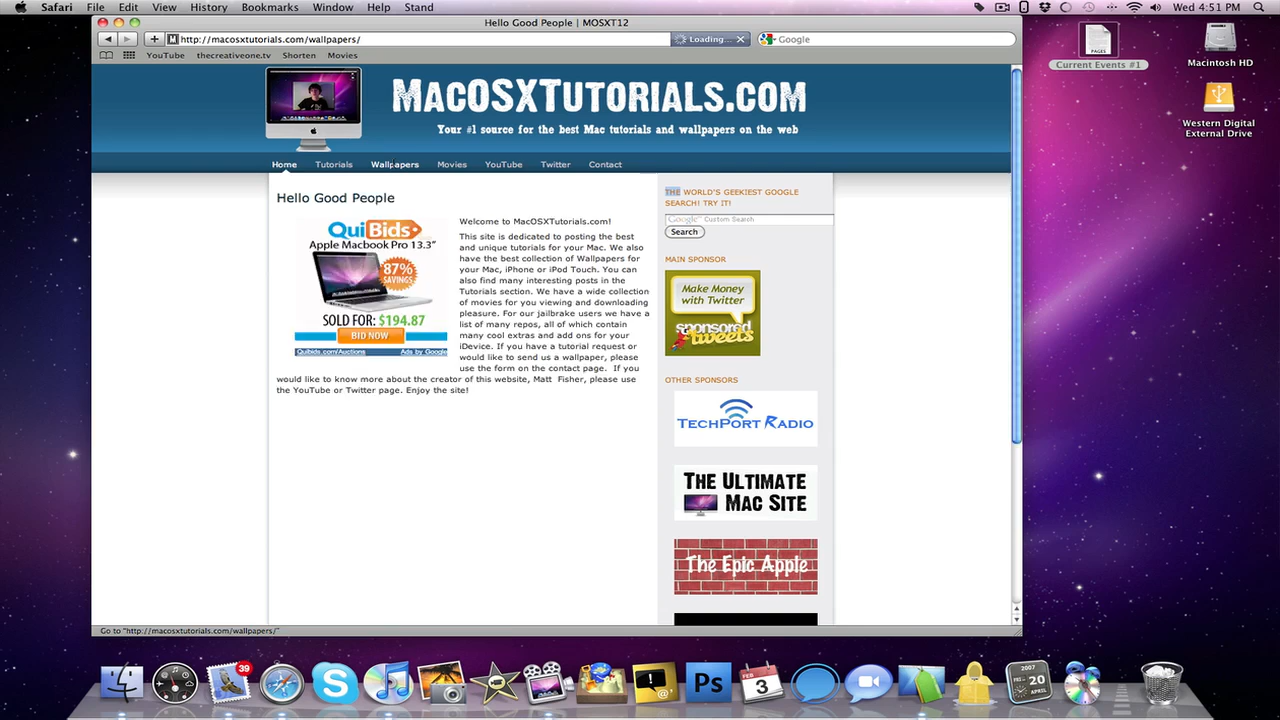 Safari File Edit View History Bookmarks Window Help Stand
Wed 4:51 PM
Hello Good People | MOSXT12
http://macosxtutorials.com/wallpapers/
Loading...
Google
YouTube thecreativeone.tv Shorten Movies
MacOSXTutorials.com
Your #1 source for the best Mac tutorials and wallpapers on the web
Home Tutorials Wallpapers Movies YouTube Twitter Contact
Hello Good People
QuiBids
Apple Macbook Pro 13.3"
87%
SAVINGS
SOLD FOR: $194.87
BID NOW
Quibids.com/Auctions Ads by Google
Welcome to MacOSXTutorials.com!
This site is dedicated to posting the best
and unique tutorials for your Mac. We also
have the best collection of Wallpapers for
your Mac, iPhone or iPod Touch. You can
also find many interesting posts in the
Tutorials section. We have a wide collection
of movies for you viewing and downloading
pleasure. For our jailbrake users we have a
list of many repos, all of which contain
many cool extras and add ons for your
iDevice. If you have a tutorial request or
would like to send us a wallpaper, please
use the form on the contact page. If you
would like to know more about the creator of this website, Matt Fisher, please use
the YouTube or Twitter page. Enjoy the site!
THE WORLD'S GEEKIEST GOOGLE
SEARCH! TRY IT!
Google™ Custom Search
Search
MAIN SPONSOR
Make Money
with Twitter
sponsored
tweets
OTHER SPONSORS
TechPort Radio
The Ultimate
Mac Site
The Epic Apple
Go to "http://macosxtutorials.com/wallpapers/"
PAGES
Current Events #1
Macintosh HD
Western Digital
External Drive
39
Ps
FEB
3
2007
FRI 20
APRIL